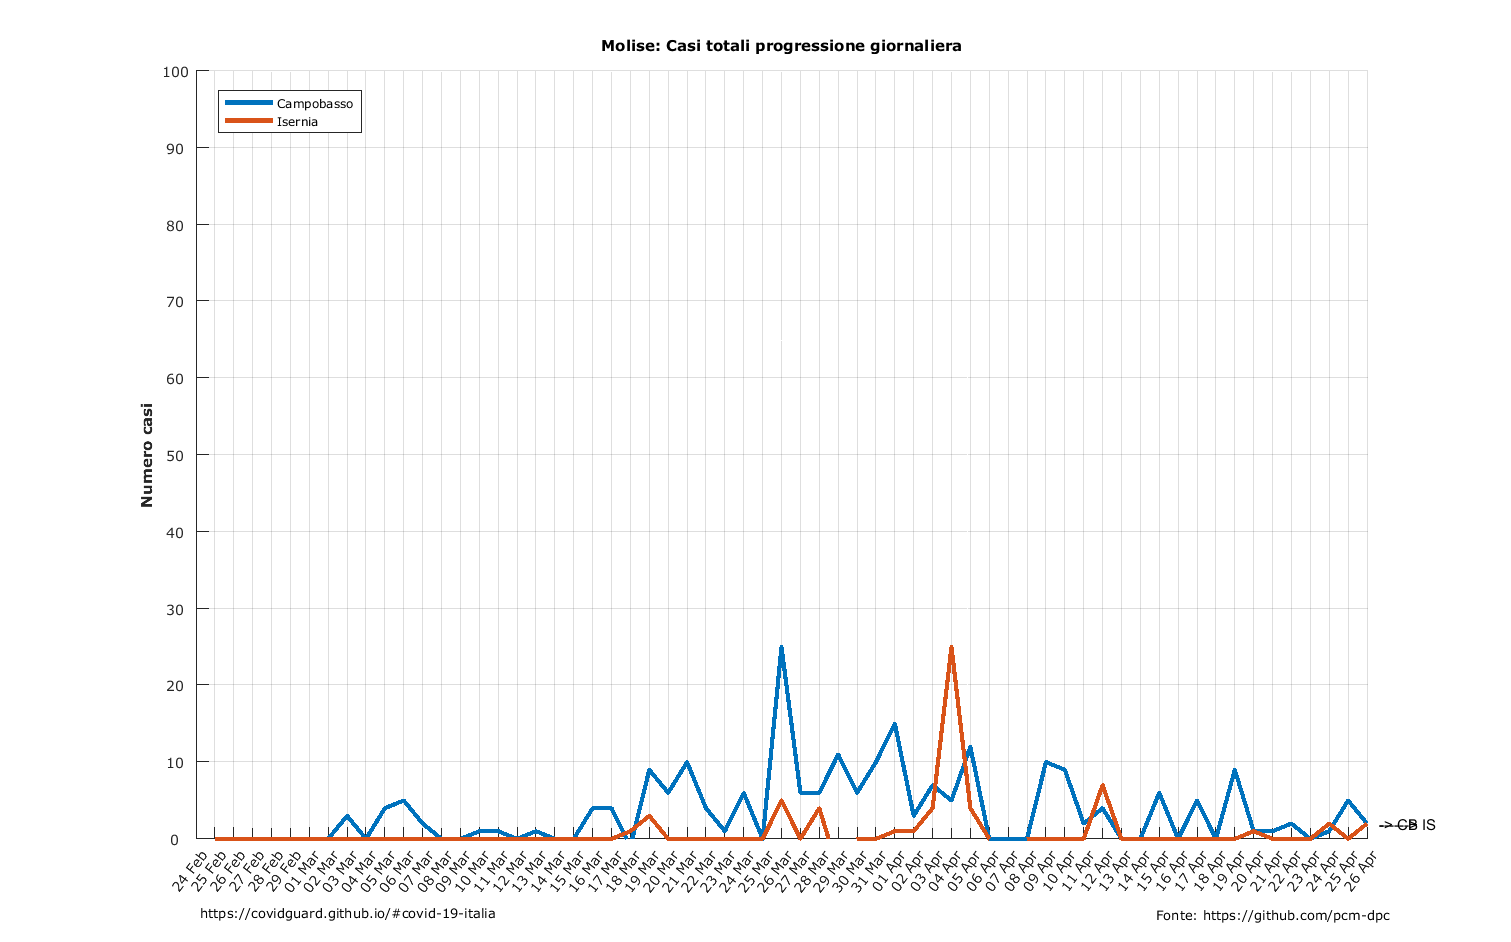 Molise: Casi totali progressione giornaliera
100
90
80
70
60
50
40
30
20
10
0
Numero casi
Campobasso
Isernia
-> CB IS
24 Feb
25 Feb
26 Feb
27 Feb
28 Feb
29 Feb
01 Mar
02 Mar
03 Mar
04 Mar
05 Mar
06 Mar
07 Mar
08 Mar
09 Mar
10 Mar
11 Mar
12 Mar
13 Mar
14 Mar
15 Mar
16 Mar
17 Mar
18 Mar
19 Mar
20 Mar
21 Mar
22 Mar
23 Mar
24 Mar
25 Mar
26 Mar
27 Mar
28 Mar
29 Mar
30 Mar
31 Mar
01 Apr
02 Apr
03 Apr
04 Apr
05 Apr
06 Apr
07 Apr
08 Apr
09 Apr
10 Apr
11 Apr
12 Apr
13 Apr
14 Apr
15 Apr
16 Apr
17 Apr
18 Apr
19 Apr
20 Apr
21 Apr
22 Apr
23 Apr
24 Apr
25 Apr
26 Apr
https://covidguard.github.io/#covid-19-italia
Fonte: https://github.com/pcm-dpc